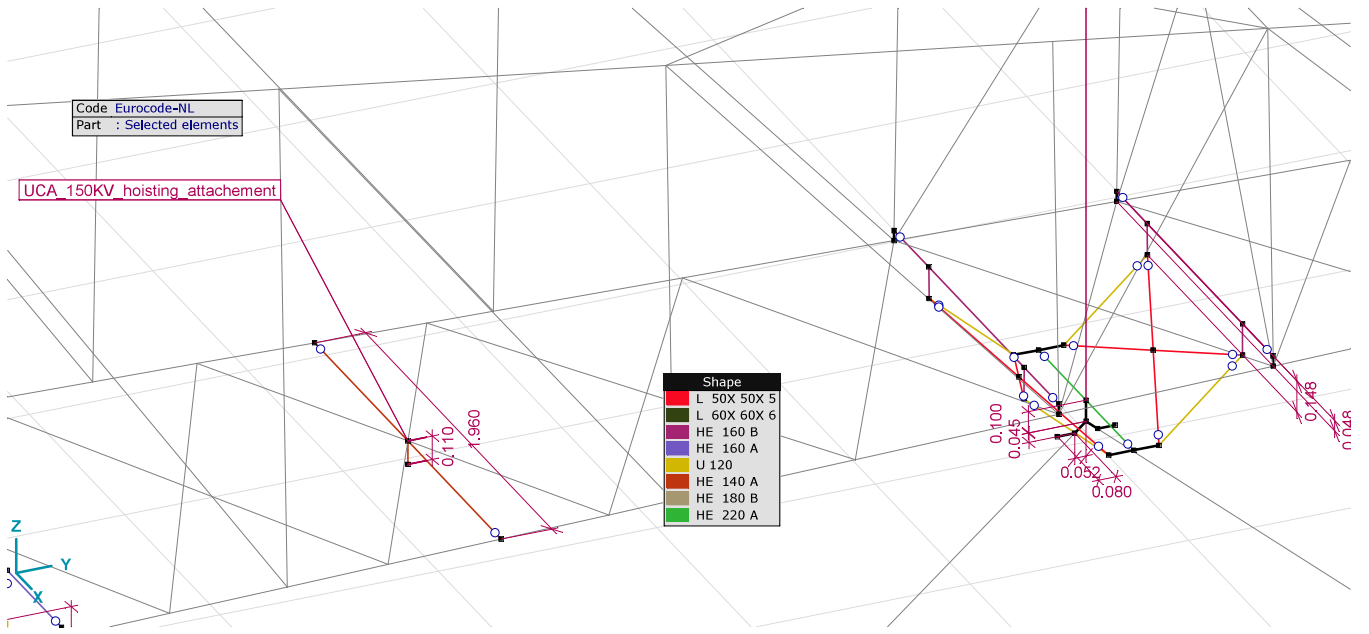 Code Eurocode-NL
Part : Selected elements
UCA_150KV_hoisting_attachement
0.110
1.960
Shape
L 50X 50X 5
L 60X 60X 6
HE 160 B
HE 160 A
U 120
HE 140 A
HE 180 B
HE 220 A
0.100
0.045
0.052
0.080
0.148
0.048
Z
Y
X